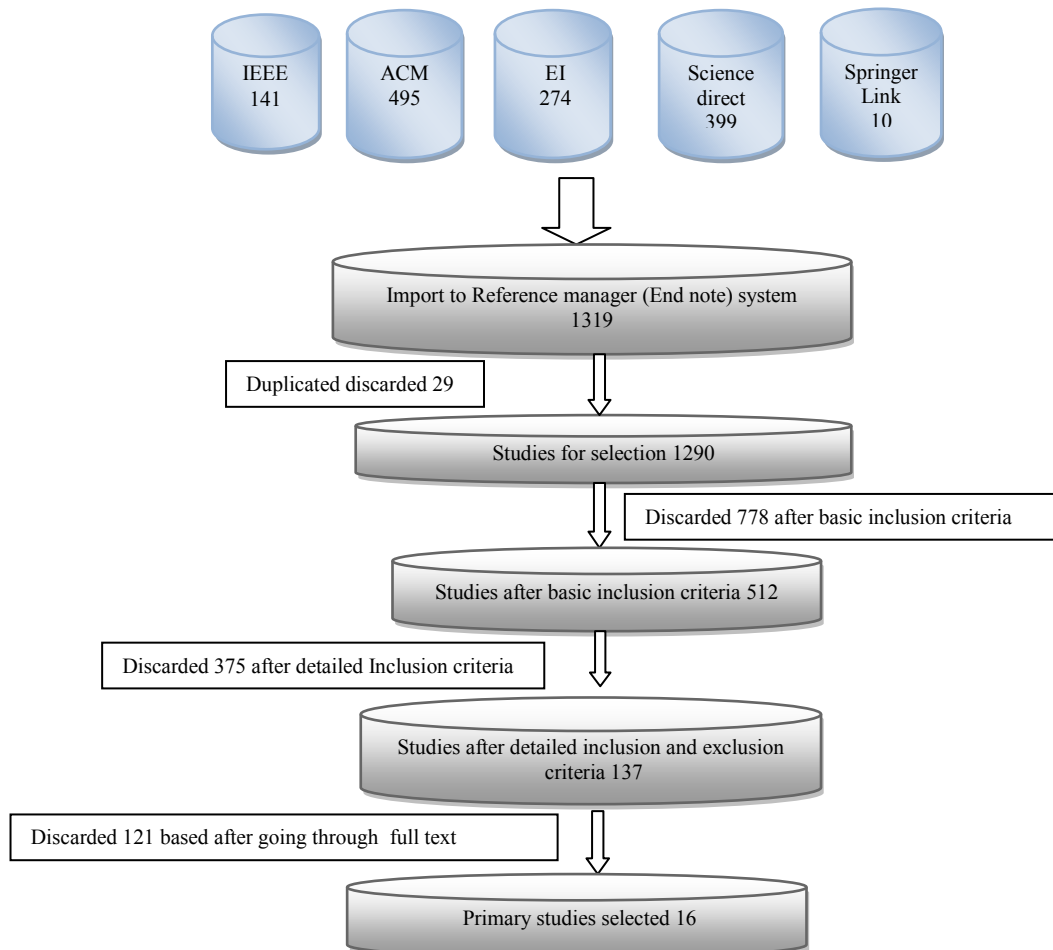 IEEE
141
ACM
495
EI
274
Science
direct
399
Springer
Link
10
Import to Reference manager (End note) system
1319
Duplicated discarded 29
Studies for selection 1290
Discarded 778 after basic inclusion criteria
Studies after basic inclusion criteria 512
Discarded 375 after detailed Inclusion criteria
Studies after detailed inclusion and exclusion
criteria 137
Discarded 121 based after going through full text
Primary studies selected 16